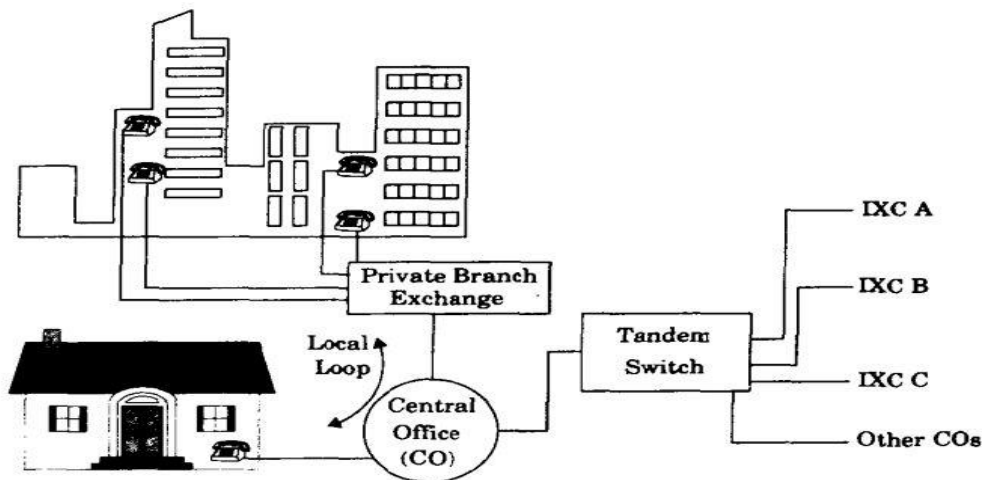 IXC A
Private Branch
Exchange
IXC B
Local
Loop
Tandem
Switch
IXC C
Central
Office
(CO)
Other COs